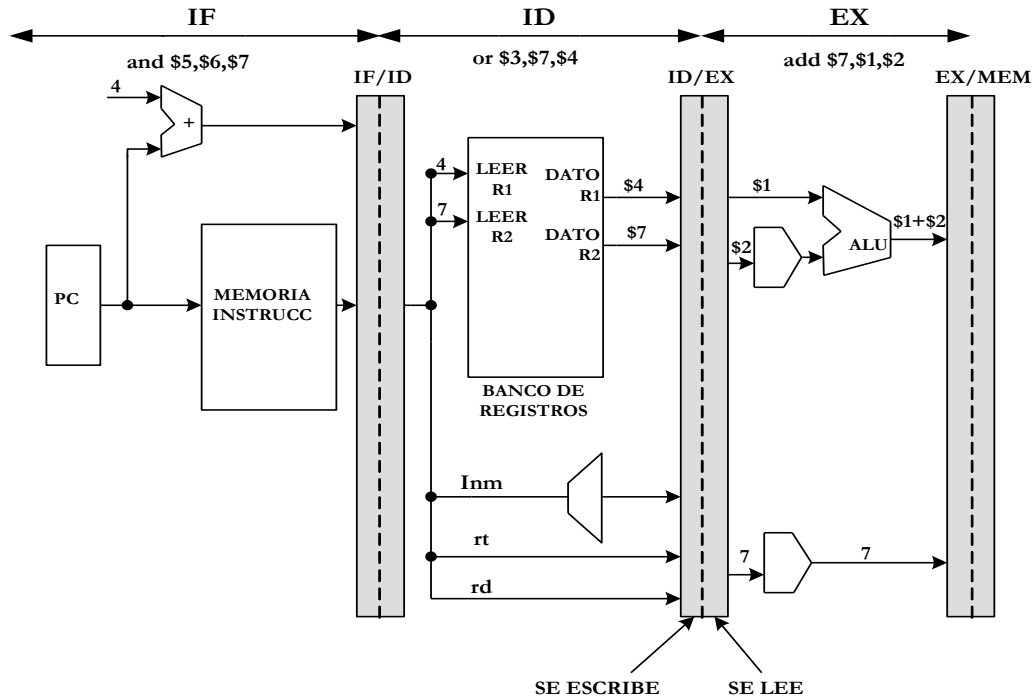 IF
ID
EX
and $5,$6,$7
or $3,$7,$4
add $7,$1,$2
IF/ID
ID/EX
EX/MEM
4
+
4
LEER
R1
DATO
R1
$4
$1
7
LEER
R2
DATO
R2
$7
$2
ALU
$1+$2
PC
MEMORIA
INSTRUCC
BANCO DE
REGISTROS
Inm
rt
rd
7
7
SE ESCRIBE
SE LEE